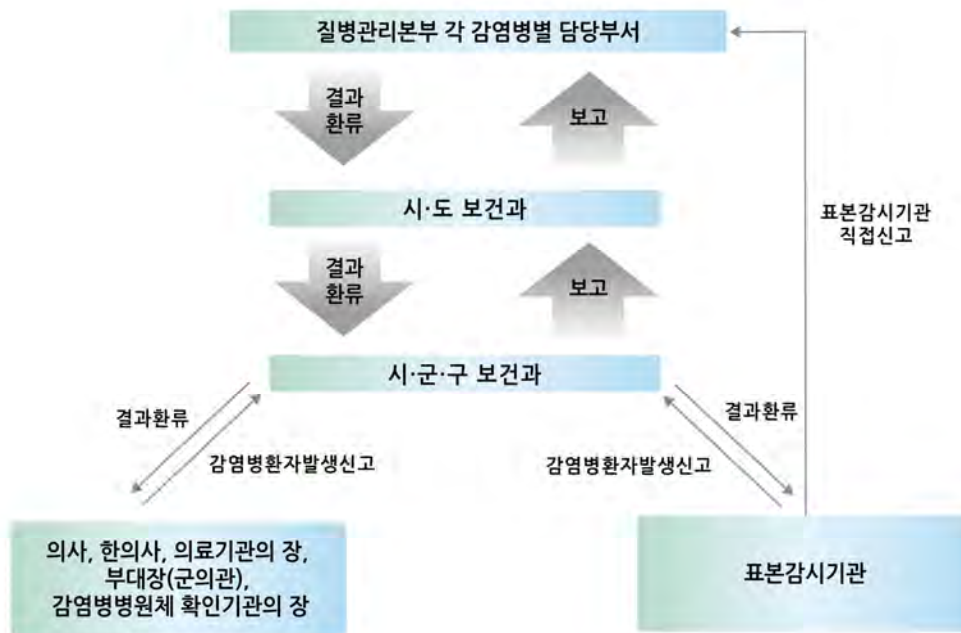 질병관리본부 각 감염병별 담당부서
결과
환류
보고
시·도 보건과
표본감시기관
직접신고
결과
환류
보고
시·군·구 보건과
결과환류
감염병환자발생신고
결과환류
감염병환자발생신고
의사, 한의사, 의료기관의 장,
부대장(군의관),
감염병병원체 확인기관의 장
표본감시기관